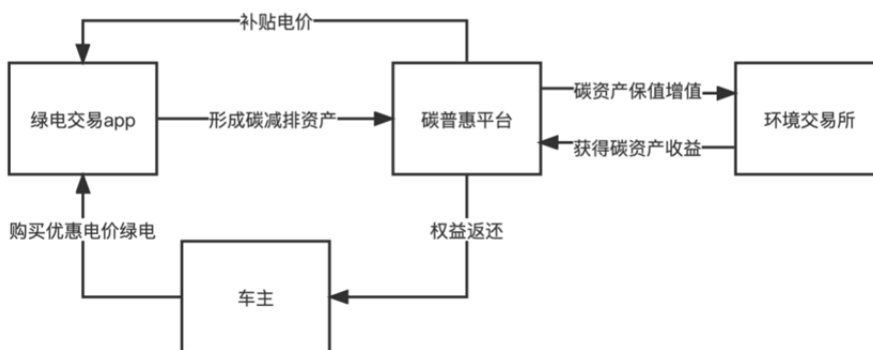 补贴电价
绿电交易app
形成碳减排资产
碳普惠平台
碳资产保值增值
获得碳资产收益
环境交易所
购买优惠电价绿电
权益返还
车主